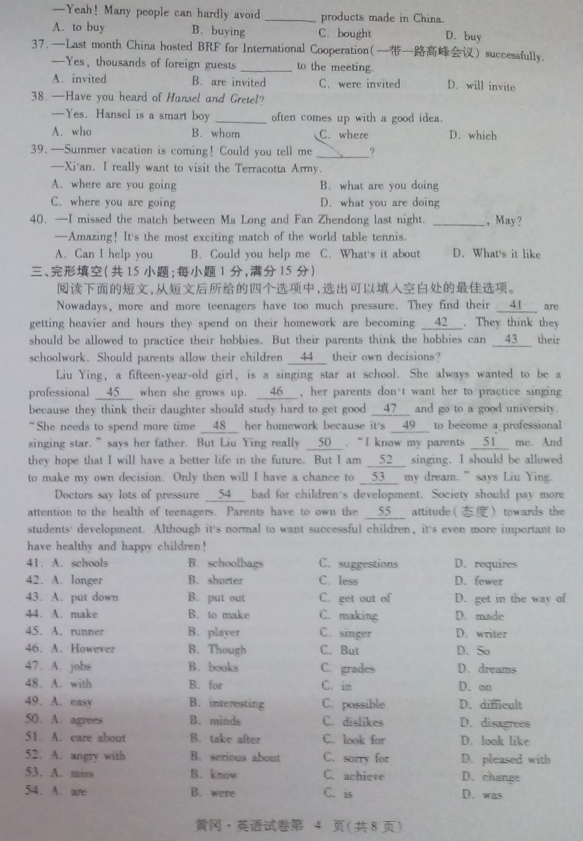 —Yeah! Many people can hardly avoid ________ products made in China.
A. to buy B. buying C. bought D. buy
37. —Last month China hosted BRF for International Cooperation(一带一路高峰会议) successfully.
—Yes, thousands of foreign guests ________ to the meeting.
A. invited B. are invited C. were invited D. will invite
38. —Have you heard of Hansel and Gretel?
—Yes. Hansel is a smart boy ________ often comes up with a good idea.
A. who B. whom C. where D. which
39. —Summer vacation is coming! Could you tell me ________?
—Xi'an. I really want to visit the Terracotta Army.
A. where are you going B. what are you doing
C. where you are going D. what you are doing
40. —I missed the match between Ma Long and Fan Zhendong last night. ________, May?
—Amazing! It's the most exciting match of the world table tennis.
A. Can I help you B. Could you help me C. What's it about D. What's it like
三、完形填空(共15小题;每小题1分,满分15分)
阅读下面的短文,从短文后所给的四个选项中,选出可以填入空白处的最佳选项。
Nowadays, more and more teenagers have too much pressure. They find their 41 are
getting heavier and hours they spend on their homework are becoming 42 . They think they
should be allowed to practice their hobbies. But their parents think the hobbies can 43 their
schoolwork. Should parents allow their children 44 their own decisions?
Liu Ying, a fifteen-year-old girl, is a singing star at school. She always wanted to be a
professional 45 when she grows up. 46 , her parents don't want her to practice singing
because they think their daughter should study hard to get good 47 and go to a good university.
“She needs to spend more time 48 her homework because it's 49 to become a professional
singing star.” says her father. But Liu Ying really 50 . “I know my parents 51 me. And
they hope that I will have a better life in the future. But I am 52 singing. I should be allowed
to make my own decision. Only then will I have a chance to 53 my dream.” says Liu Ying.
Doctors say lots of pressure 54 bad for children's development. Society should pay more
attention to the health of teenagers. Parents have to own the 55 attitude(态度) towards the
students' development. Although it's normal to want successful children, it's even more important to
have healthy and happy children!
41. A. schools B. schoolbags C. suggestions D. requires
42. A. longer B. shorter C. less D. fewer
43. A. put down B. put out C. get out of D. get in the way of
44. A. make B. to make C. making D. made
45. A. runner B. player C. singer D. writer
46. A. However B. Though C. But D. So
47. A. jobs B. books C. grades D. dreams
48. A. with B. for C. in D. on
49. A. easy B. interesting C. possible D. difficult
50. A. agrees B. minds C. dislikes D. disagrees
51. A. care about B. take after C. look for D. look like
52. A. angry with B. serious about C. sorry for D. pleased with
53. A. miss B. know C. achieve D. change
54. A. are B. were C. is D. was
黄冈·英语试卷第 4 页(共8页)